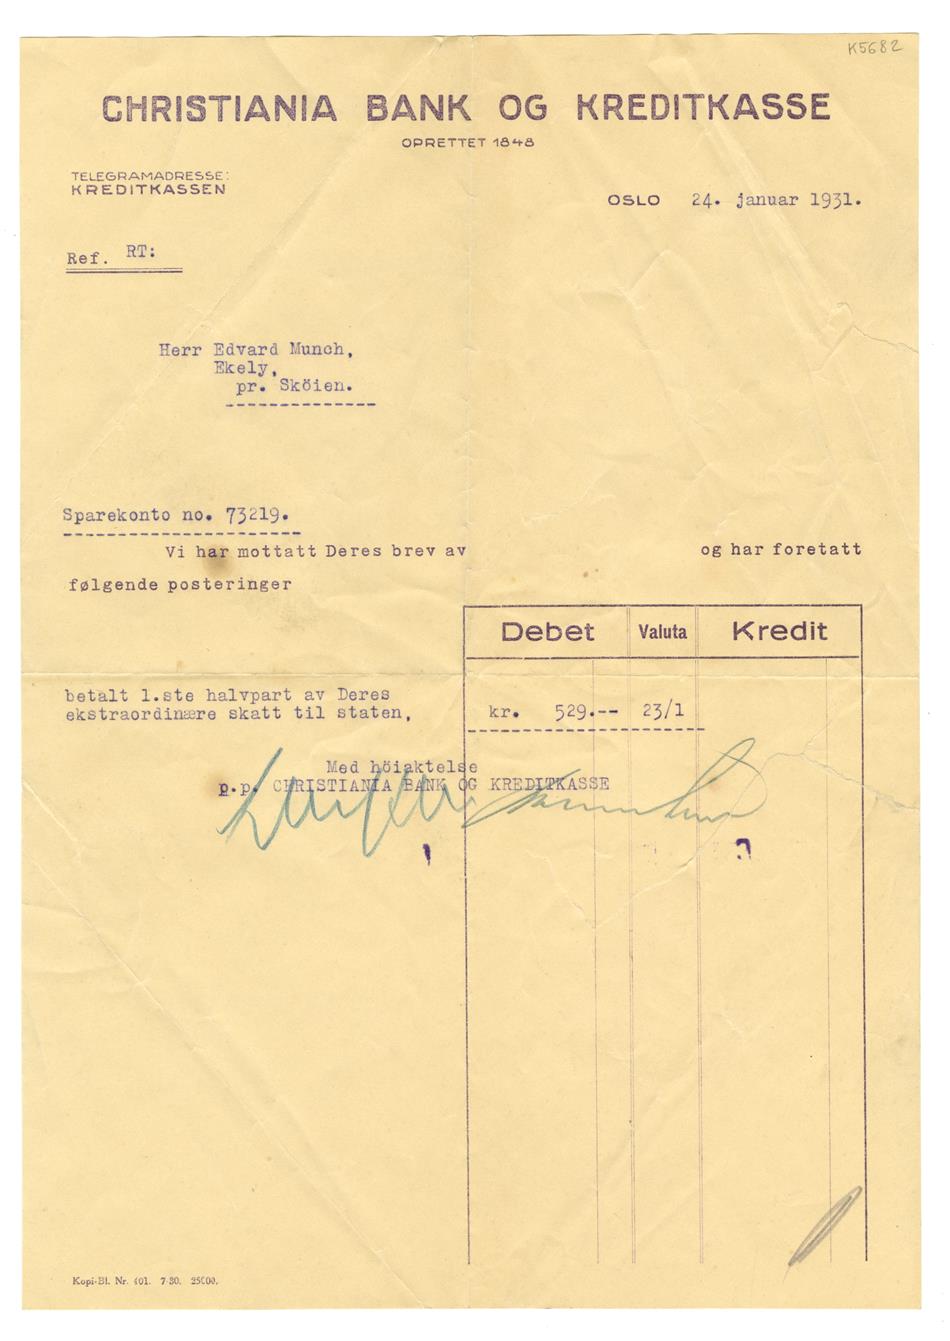 K5682
CHRISTIANIA BANK OG KREDITKASSE
OPRETTET 1848
TELEGRAMADRESSE:
KREDITKASSEN
OSLO 24. januar 1931.
Ref. RT:
Herr Edvard Munch,
Ekely,
pr. Sköien.
Sparekonto no. 73219.
Vi har mottatt Deres brev av og har foretatt
følgende posteringer
Debet Valuta Kredit
betalt 1.ste halvpart av Deres
ekstraordinære skatt til staten,
kr. 529.-- 23/1
Med höiaktelse
p.p. CHRISTIANIA BANK OG KREDITKASSE
Kopi-Bl. Nr. 401. 7-30. 25000.